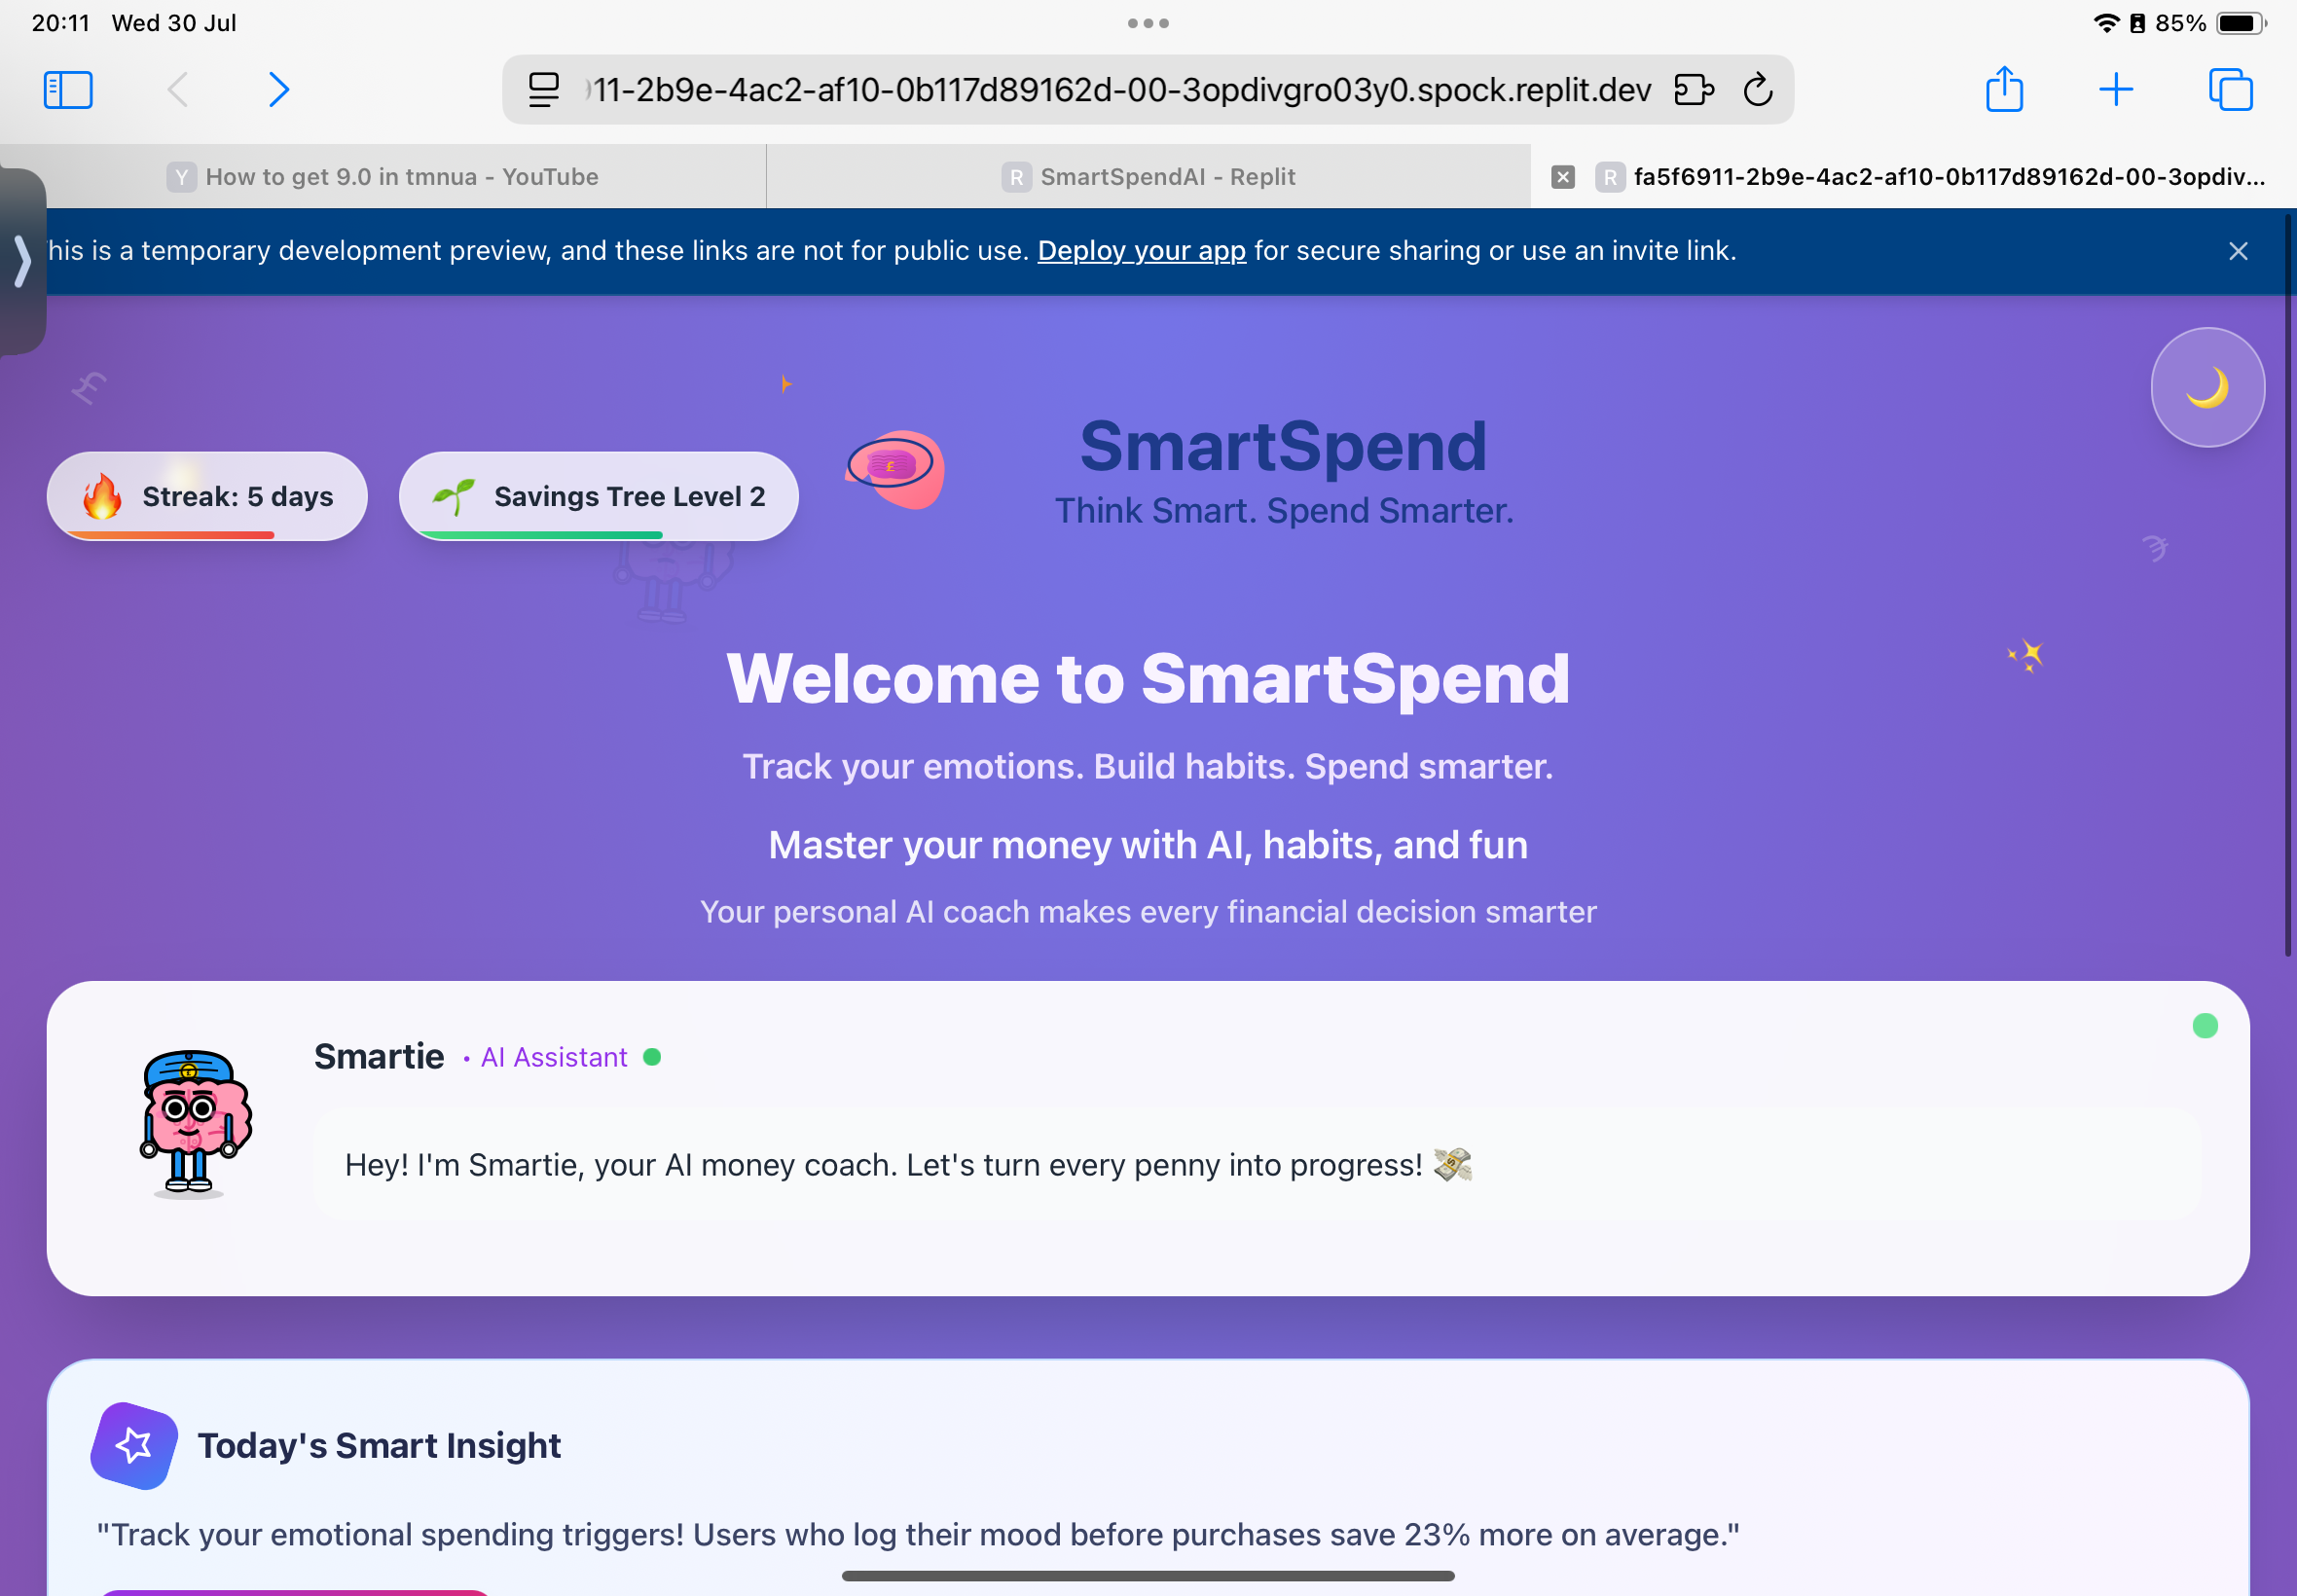 20:11 Wed 30 Jul
85%
11-2b9e-4ac2-af10-0b117d89162d-00-3opdivgro03y0.spock.replit.dev
Y How to get 9.0 in tmnua - YouTube
R SmartSpendAI - Replit
R fa5f6911-2b9e-4ac2-af10-0b117d89162d-00-3opdiv...
his is a temporary development preview, and these links are not for public use. Deploy your app for secure sharing or use an invite link.
£
Streak: 5 days
Savings Tree Level 2
£
SmartSpend
Think Smart. Spend Smarter.
Welcome to SmartSpend
Track your emotions. Build habits. Spend smarter.
Master your money with AI, habits, and fun
Your personal AI coach makes every financial decision smarter
Smartie • AI Assistant
Hey! I'm Smartie, your AI money coach. Let's turn every penny into progress! 💸
Today's Smart Insight
"Track your emotional spending triggers! Users who log their mood before purchases save 23% more on average."